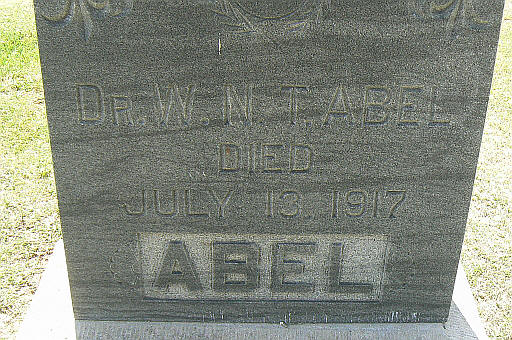 DR. W. N. T. ABEL
DIED
JULY 13, 1917
ABEL